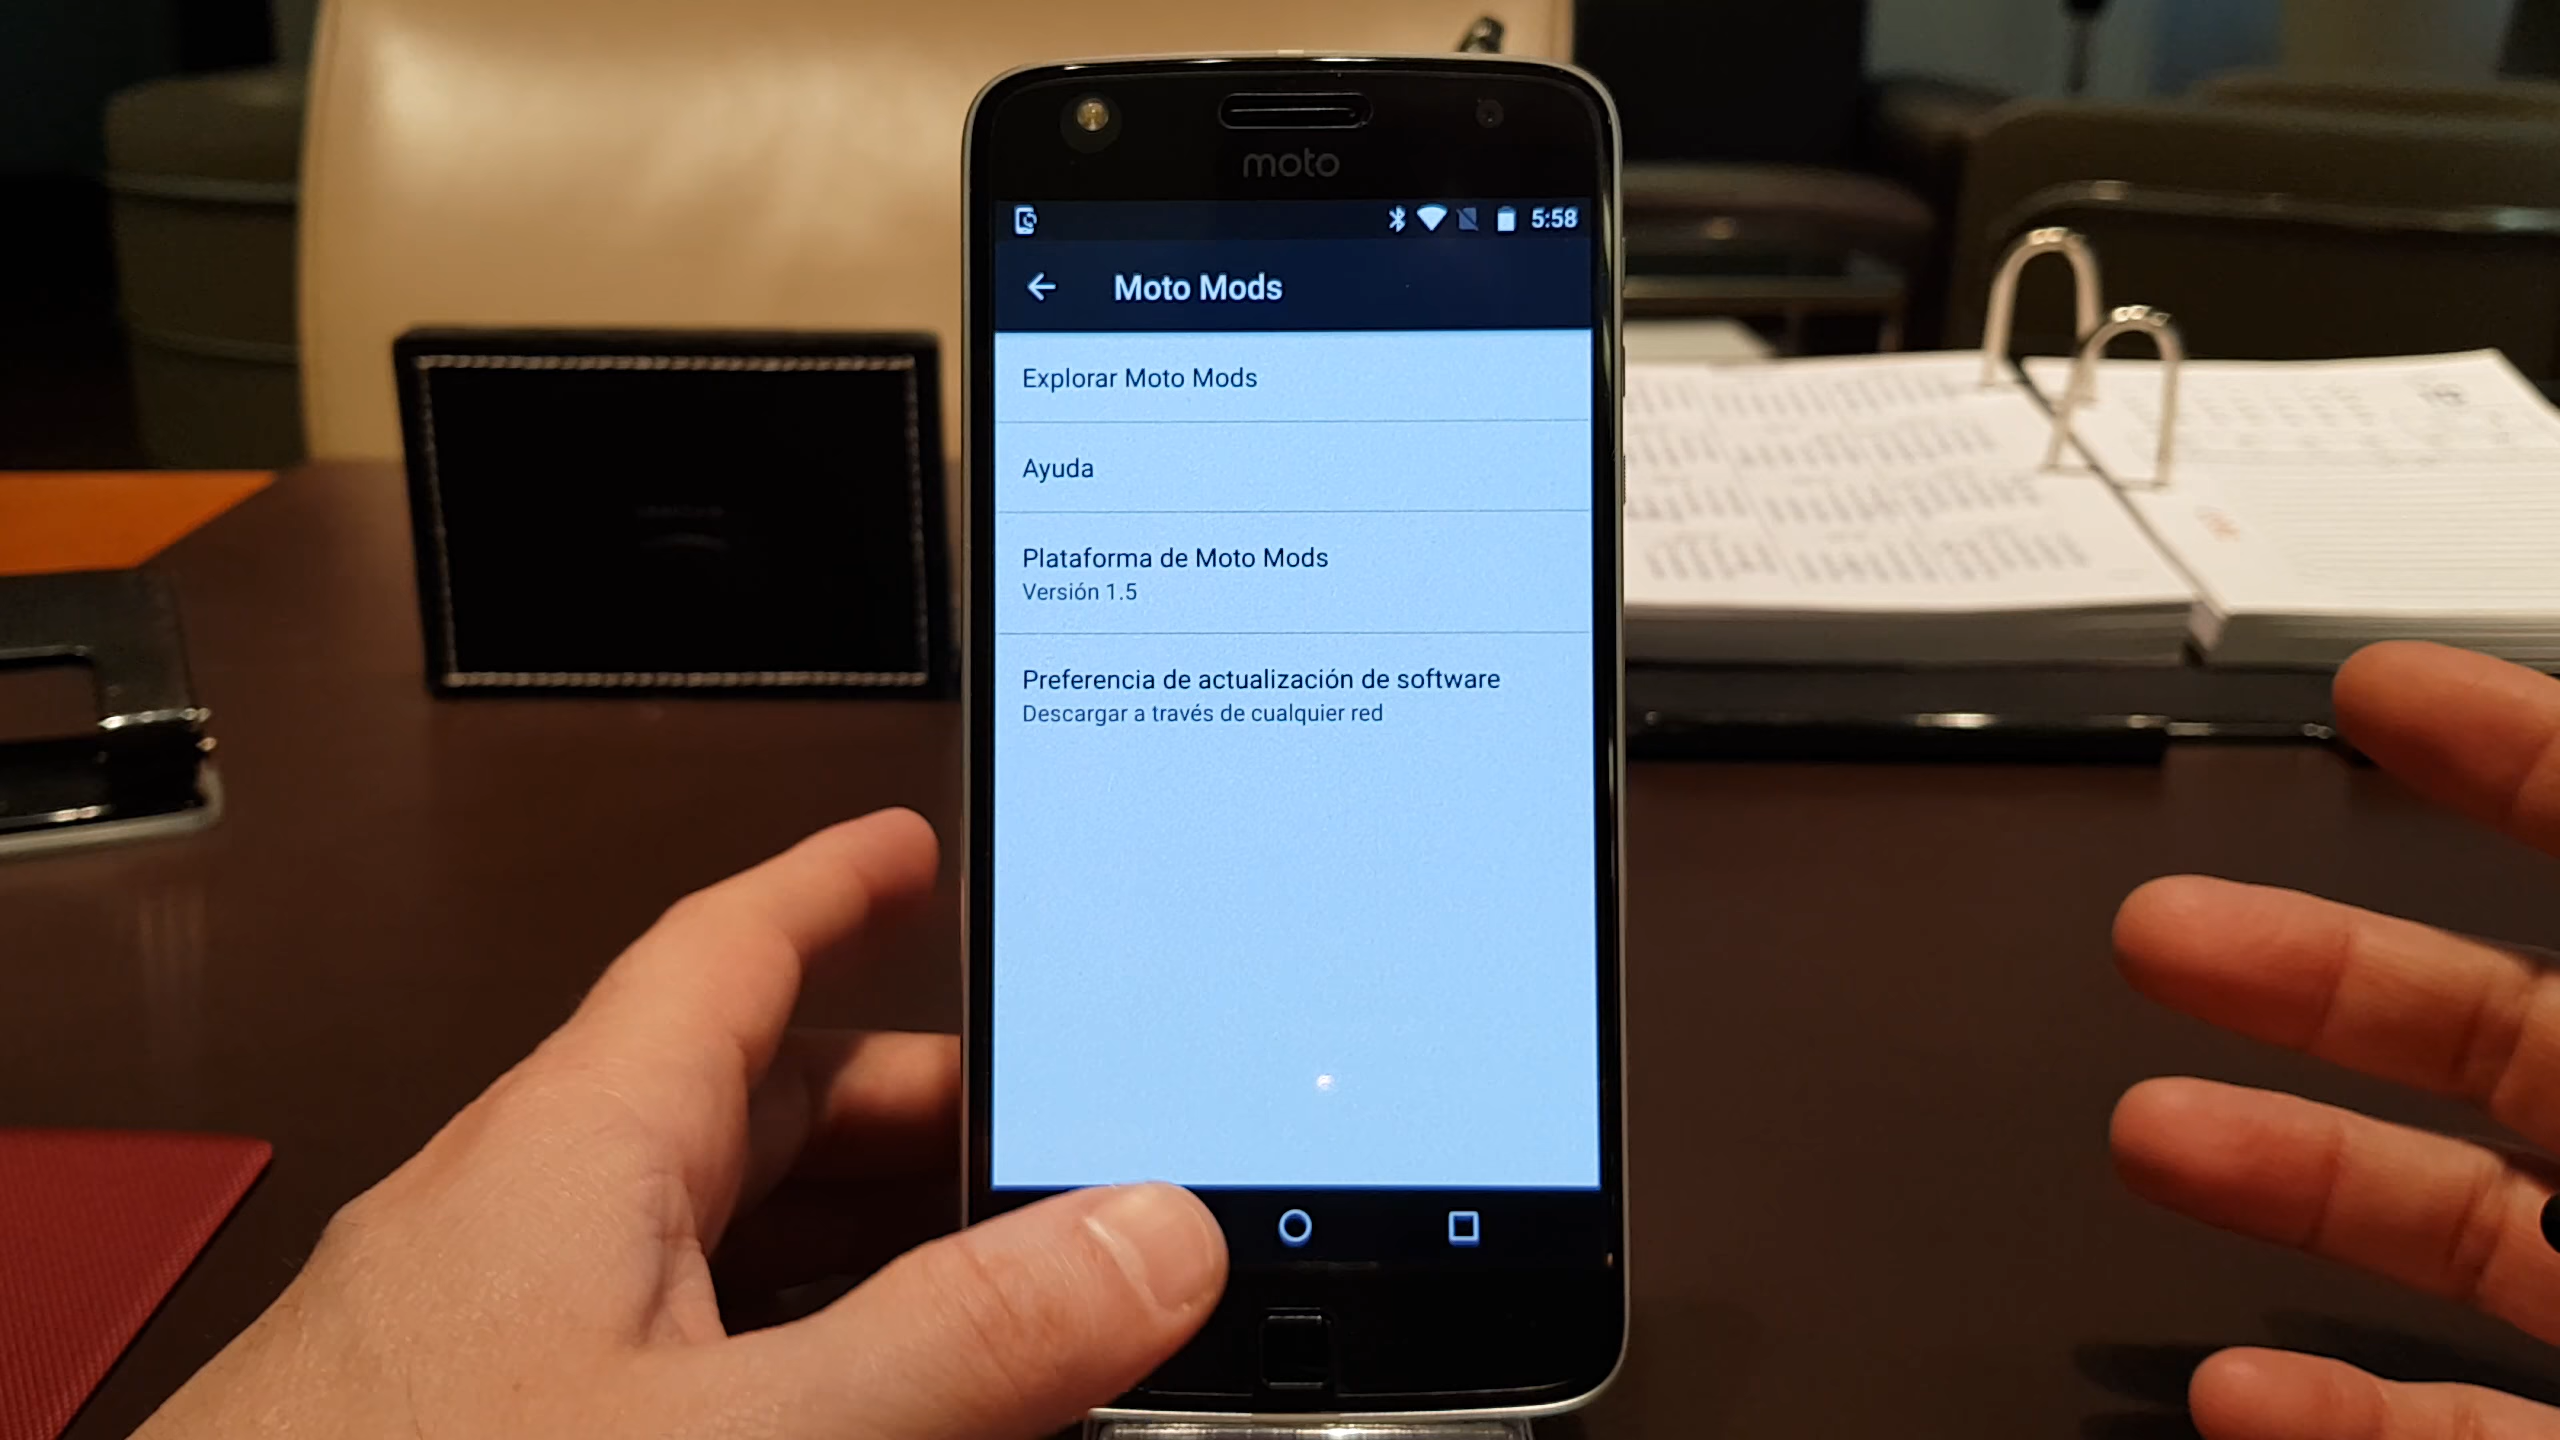 moto
5:58
Moto Mods
Explorar Moto Mods
Ayuda
Plataforma de Moto Mods
Versión 1.5
Preferencia de actualización de software
Descargar a través de cualquier red